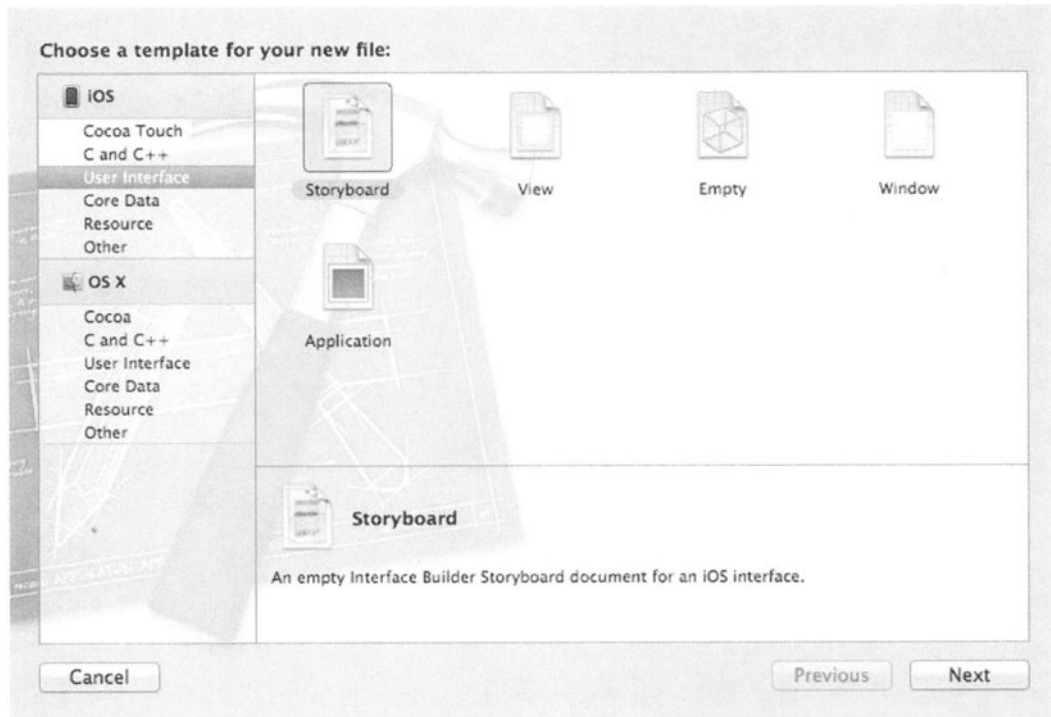 Choose a template for your new file:
iOS
Cocoa Touch
C and C++
User Interface
Core Data
Resource
Other
OS X
Cocoa
C and C++
User Interface
Core Data
Resource
Other
Storyboard
View
Empty
Window
Application
Storyboard
An empty Interface Builder Storyboard document for an iOS interface.
Cancel
Previous
Next